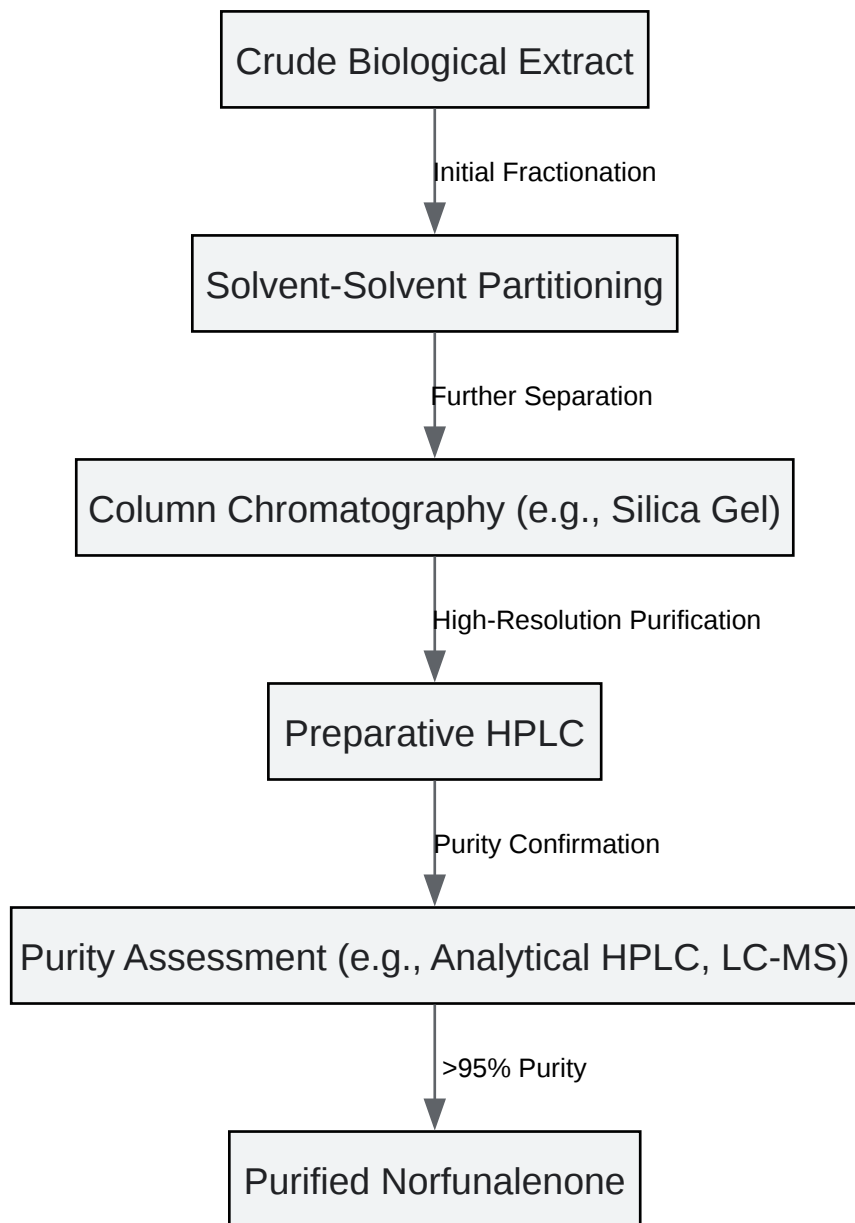 Crude Biological Extract
Initial Fractionation
Solvent-Solvent Partitioning
Further Separation
Column Chromatography (e.g., Silica Gel)
High-Resolution Purification
Preparative HPLC
Purity Confirmation
Purity Assessment (e.g., Analytical HPLC, LC-MS)
>95% Purity
Purified Norfunalenone